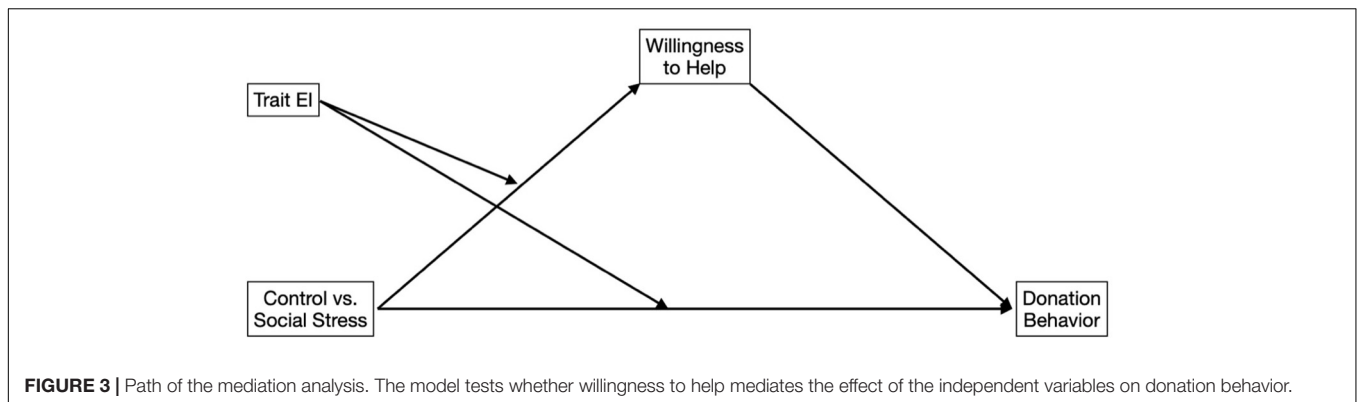 Willingness
to Help
Trait EI
Control vs.
Social Stress
Donation
Behavior
FIGURE 3 | Path of the mediation analysis. The model tests whether willingness to help mediates the effect of the independent variables on donation behavior.